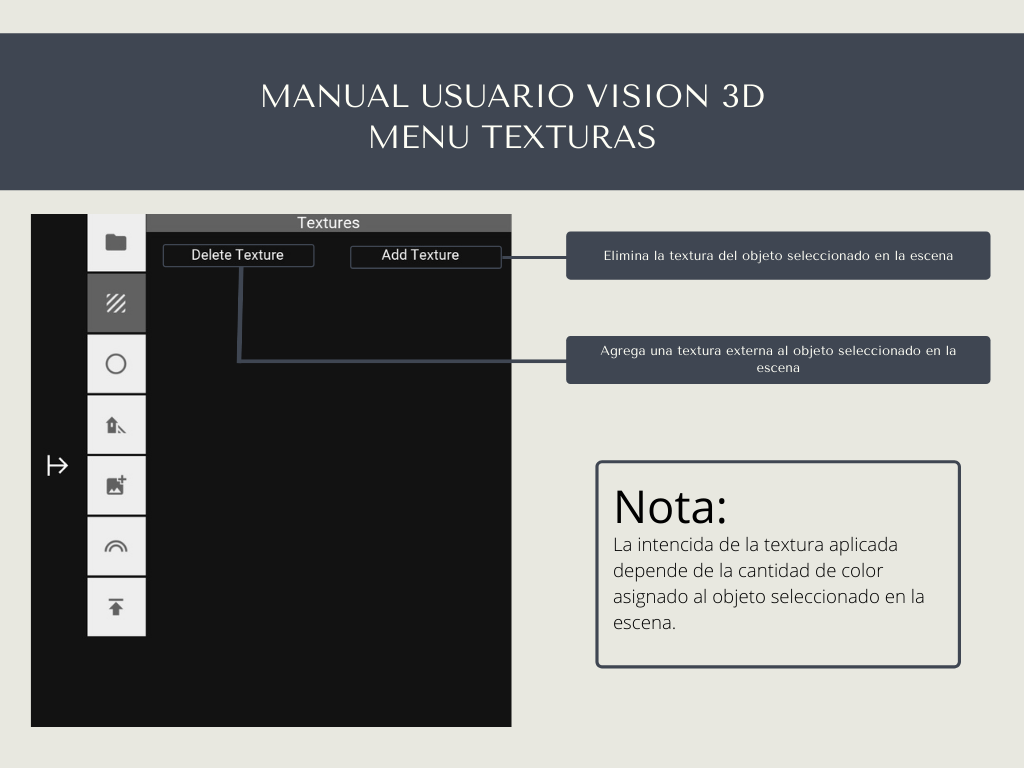 MANUAL USUARIO VISION 3D
MENU TEXTURAS
Textures
Delete Texture
Add Texture
Elimina la textura del objeto seleccionado en la escena
Agrega una textura externa al objeto seleccionado en la
escena
Nota:
La intencida de la textura aplicada
depende de la cantidad de color
asignado al objeto seleccionado en la
escena.